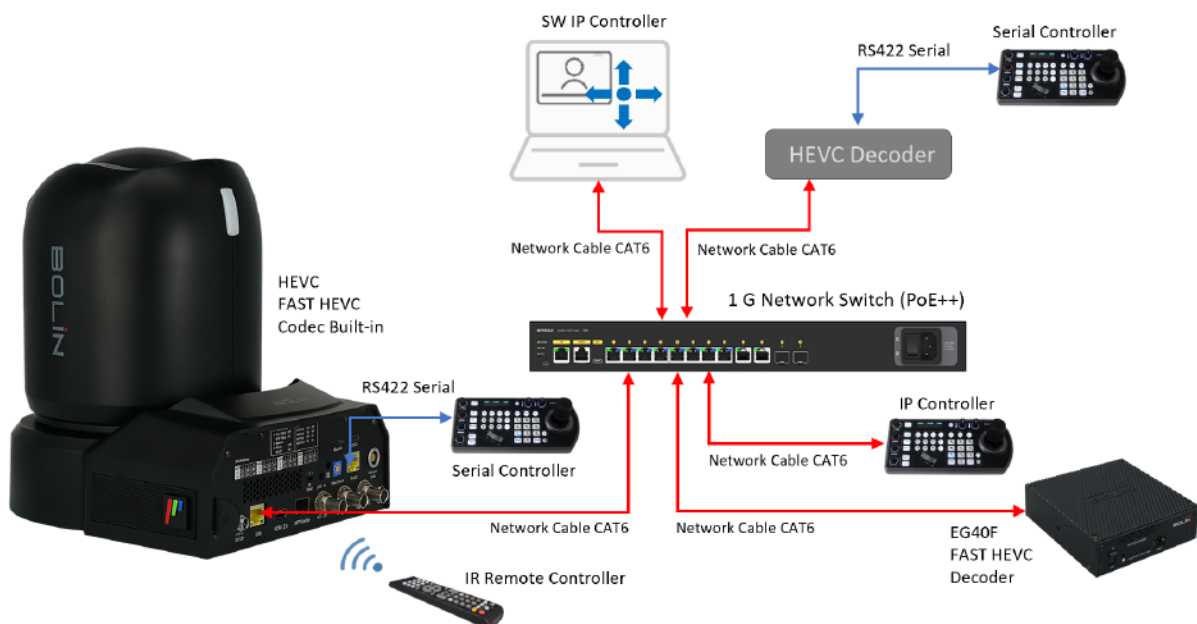 SW IP Controller
Serial Controller
RS422 Serial
HEVC Decoder
Network Cable CAT6
Network Cable CAT6
HEVC
FAST HEVC
Codec Built-in
1 G Network Switch (PoE++)
BOLIN
RS422 Serial
IP Controller
Serial Controller
Network Cable CAT6
Network Cable CAT6
Network Cable CAT6
EG40F
FAST HEVC
Decoder
IR Remote Controller